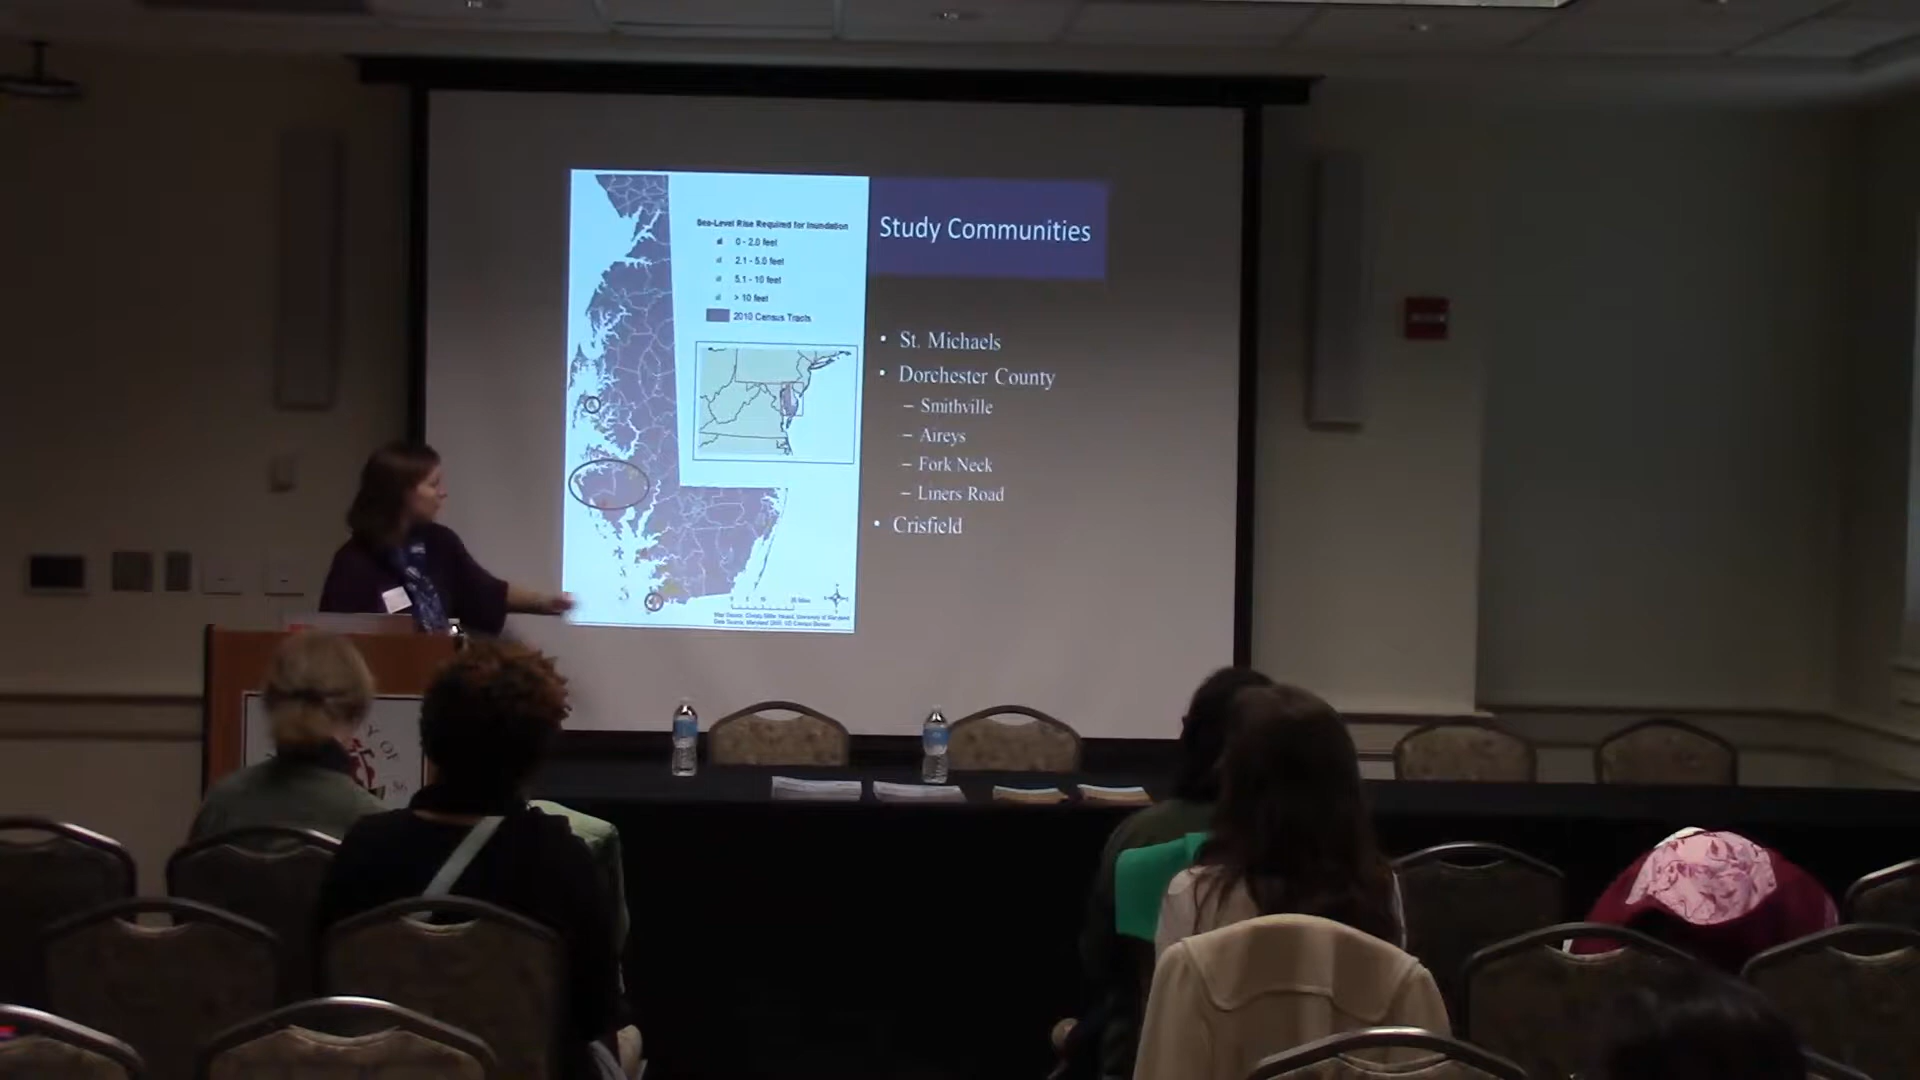 Sea-Level Rise Required for Inundation
0 - 2.0 feet
2.1 - 5.0 feet
5.1 - 10 feet
> 10 feet
2010 Census Tracts
Study Communities
• St. Michaels
• Dorchester County
– Smithville
– Aireys
– Fork Neck
– Liners Road
• Crisfield
Y OF